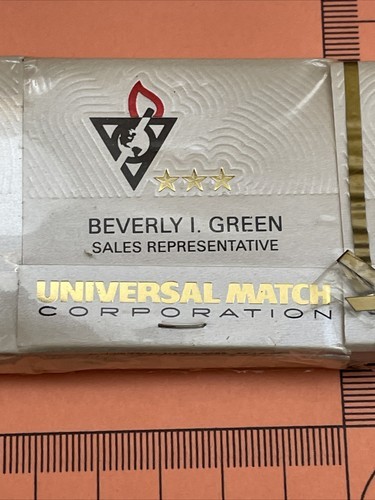 BEVERLY I. GREEN
SALES REPRESENTATIVE
UNIVERSAL MATCH
CORPORATION